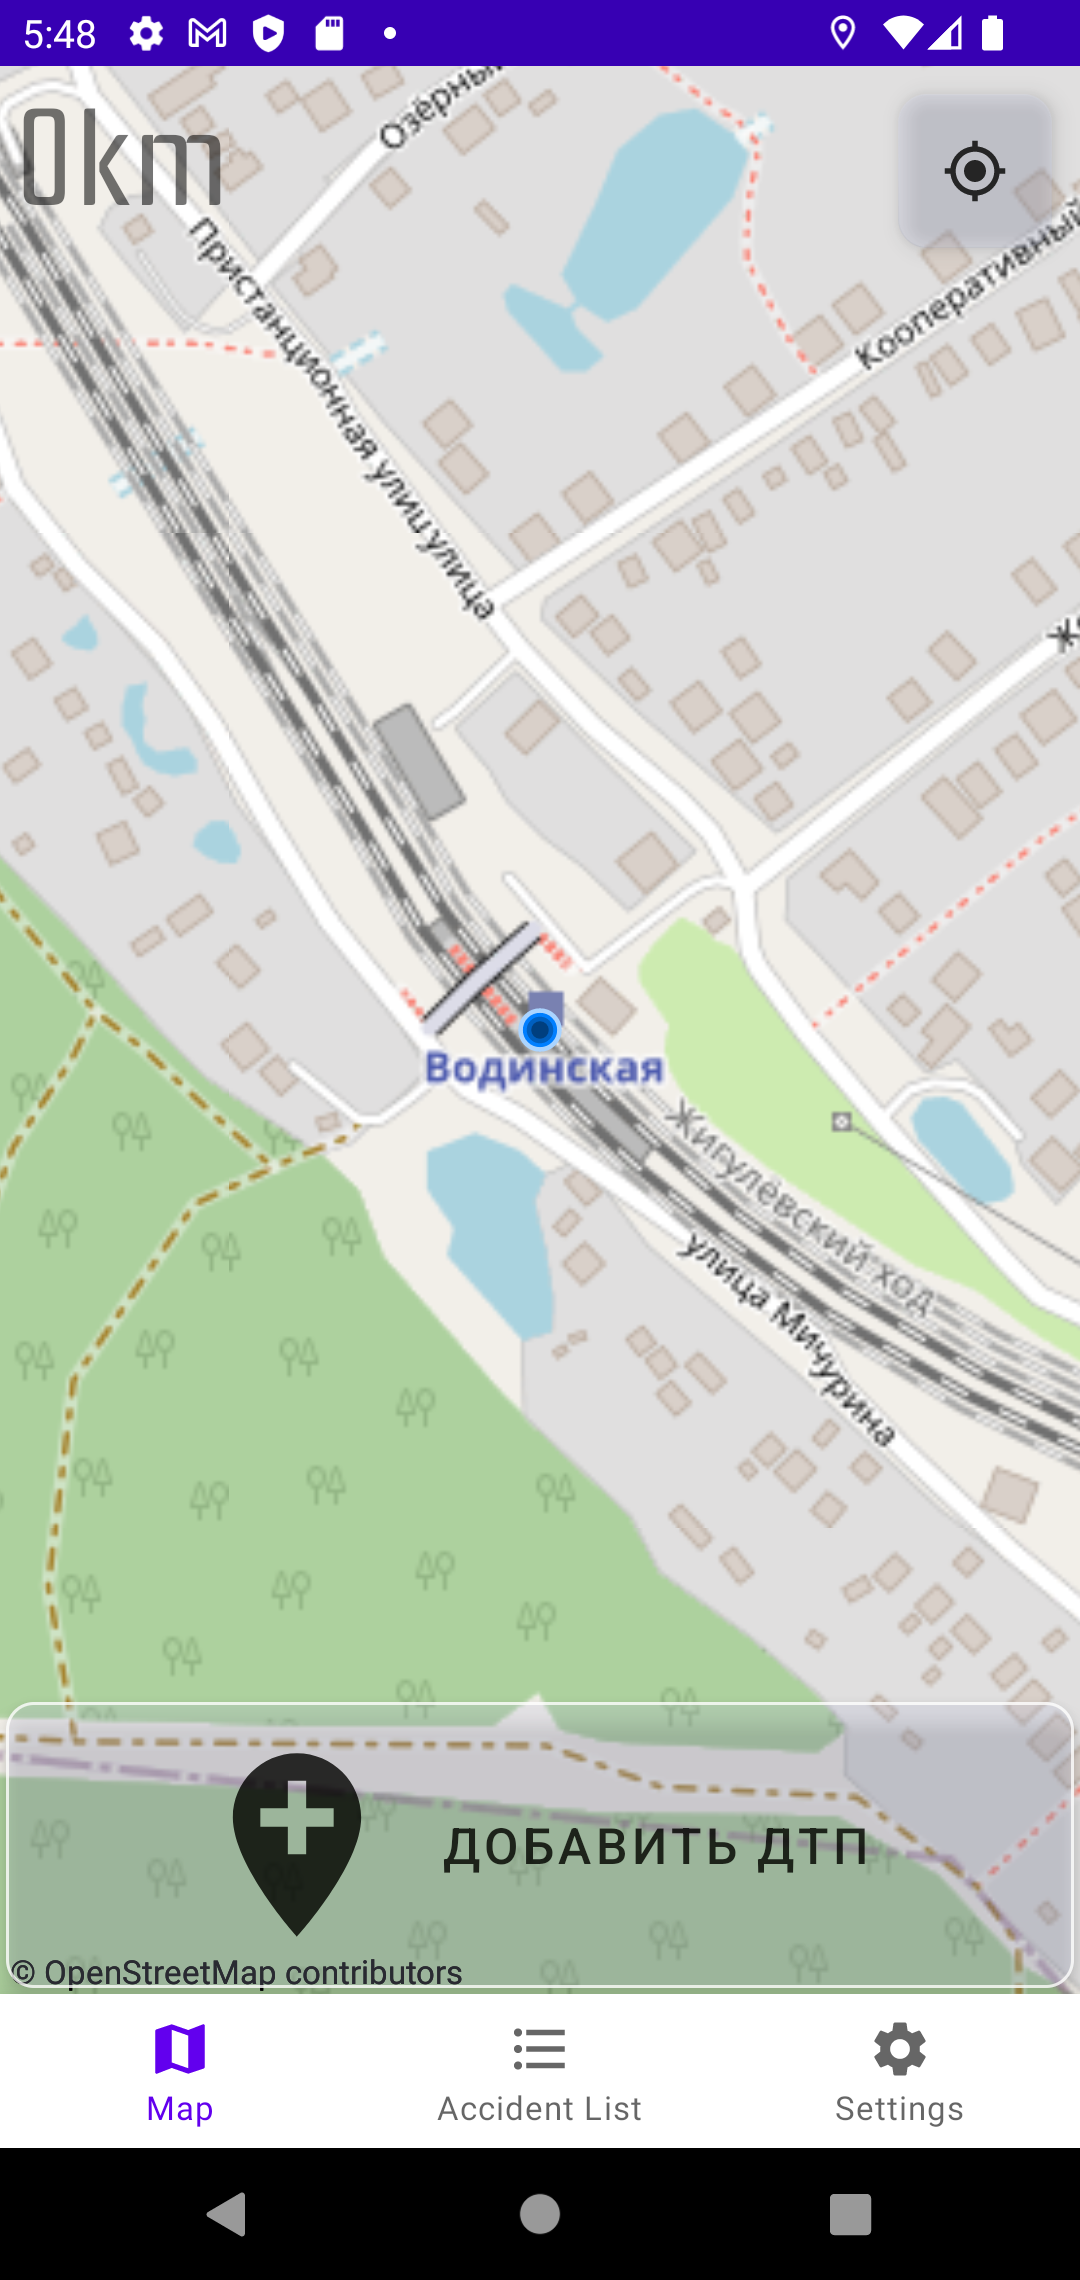 5:48
0km
Озёрны
Пристанционная улицулица
Кооперативный
Водинская
Жигулёвский ход
улица Мичурина
ДОБАВИТЬ ДТП
© OpenStreetMap contributors
Map
Accident List
Settings